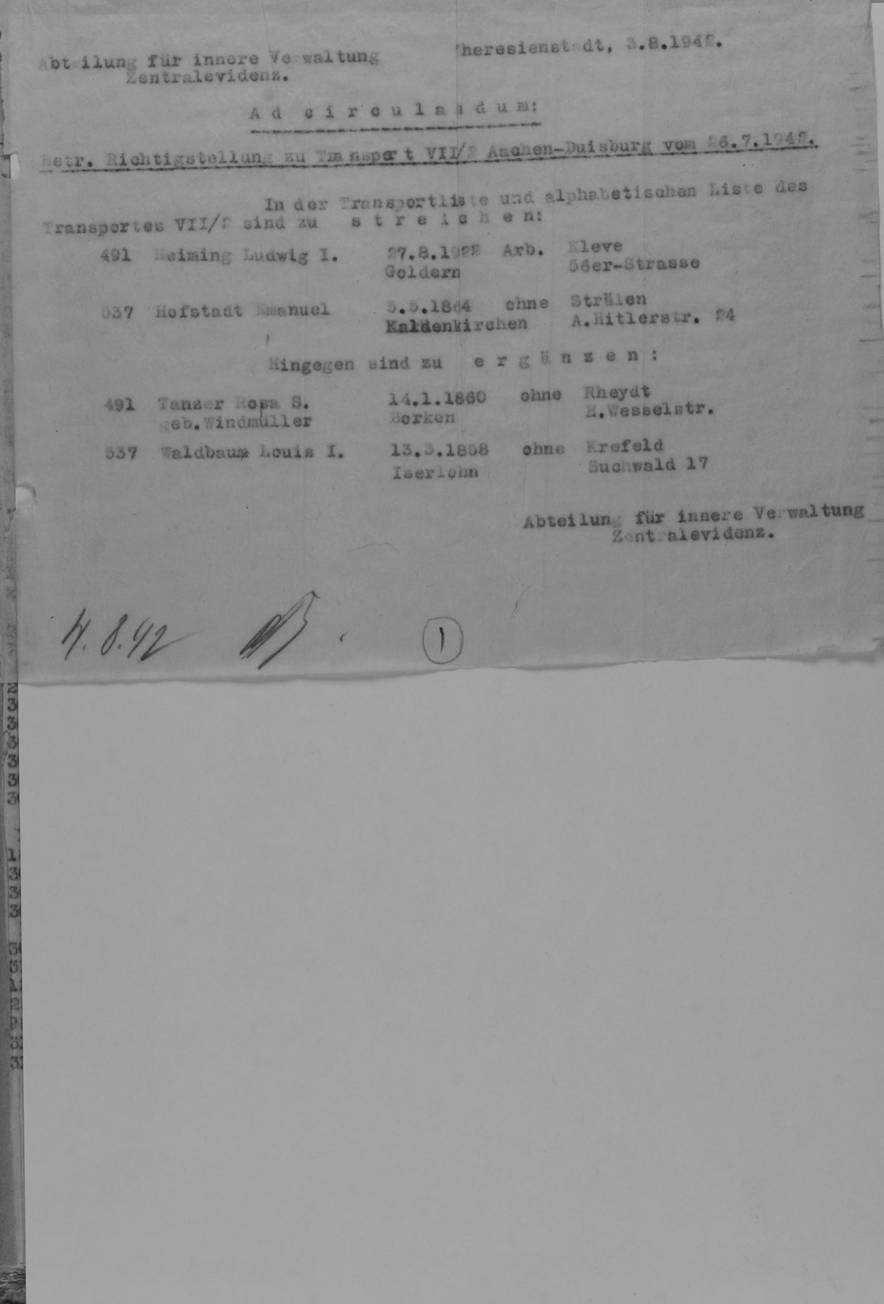 Abteilung für innere Verwaltung Theresienstadt, 3.8.1942.
Zentralevidenz.
Ad circulandum:
Betr. Richtigstellung zu Transport VII/2 Aachen-Duisburg vom 26.7.1942.
In der Transportliste und alphabetischen Liste des
Transportes VII/2 sind zu streichen:
491 Heiming Ludwig I. 27.8.1922 Arb. Kleve
Geldern 56er-Strasse
537 Hofstadt Emanuel 5.5.1864 ohne Strälen
Kaldenkirchen A.Hitlerstr. 24
Hingegen sind zu ergänzen:
491 Tanzer Rosa S. 14.1.1860 ohne Rheydt
geb.Windmüller Borken H.Wesselstr.
537 Waldbaum Louis I. 13.3.1858 ohne Krefeld
Iserlohn Buchwald 17
Abteilung für innere Verwaltung
Zentralevidenz.
4.8.42 1